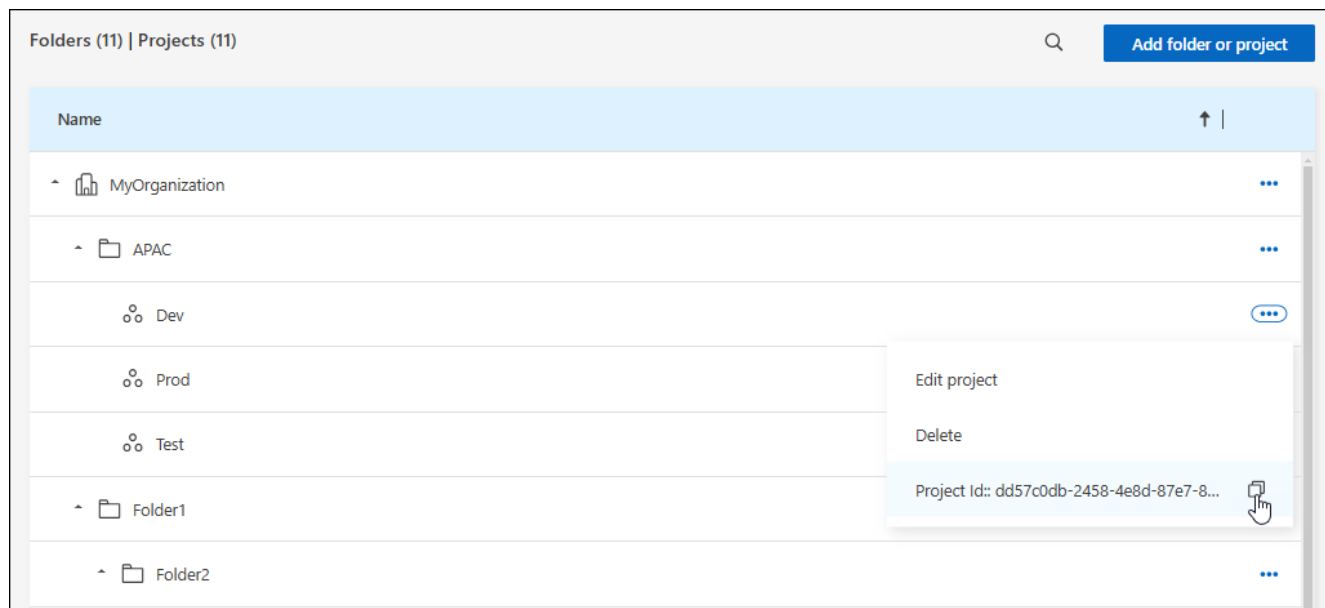 Folders (11) | Projects (11)
Add folder or project
Name
MyOrganization
APAC
Dev
Prod
Edit project
Test
Delete
Project Id:: dd57c0db-2458-4e8d-87e7-8...
Folder1
Folder2